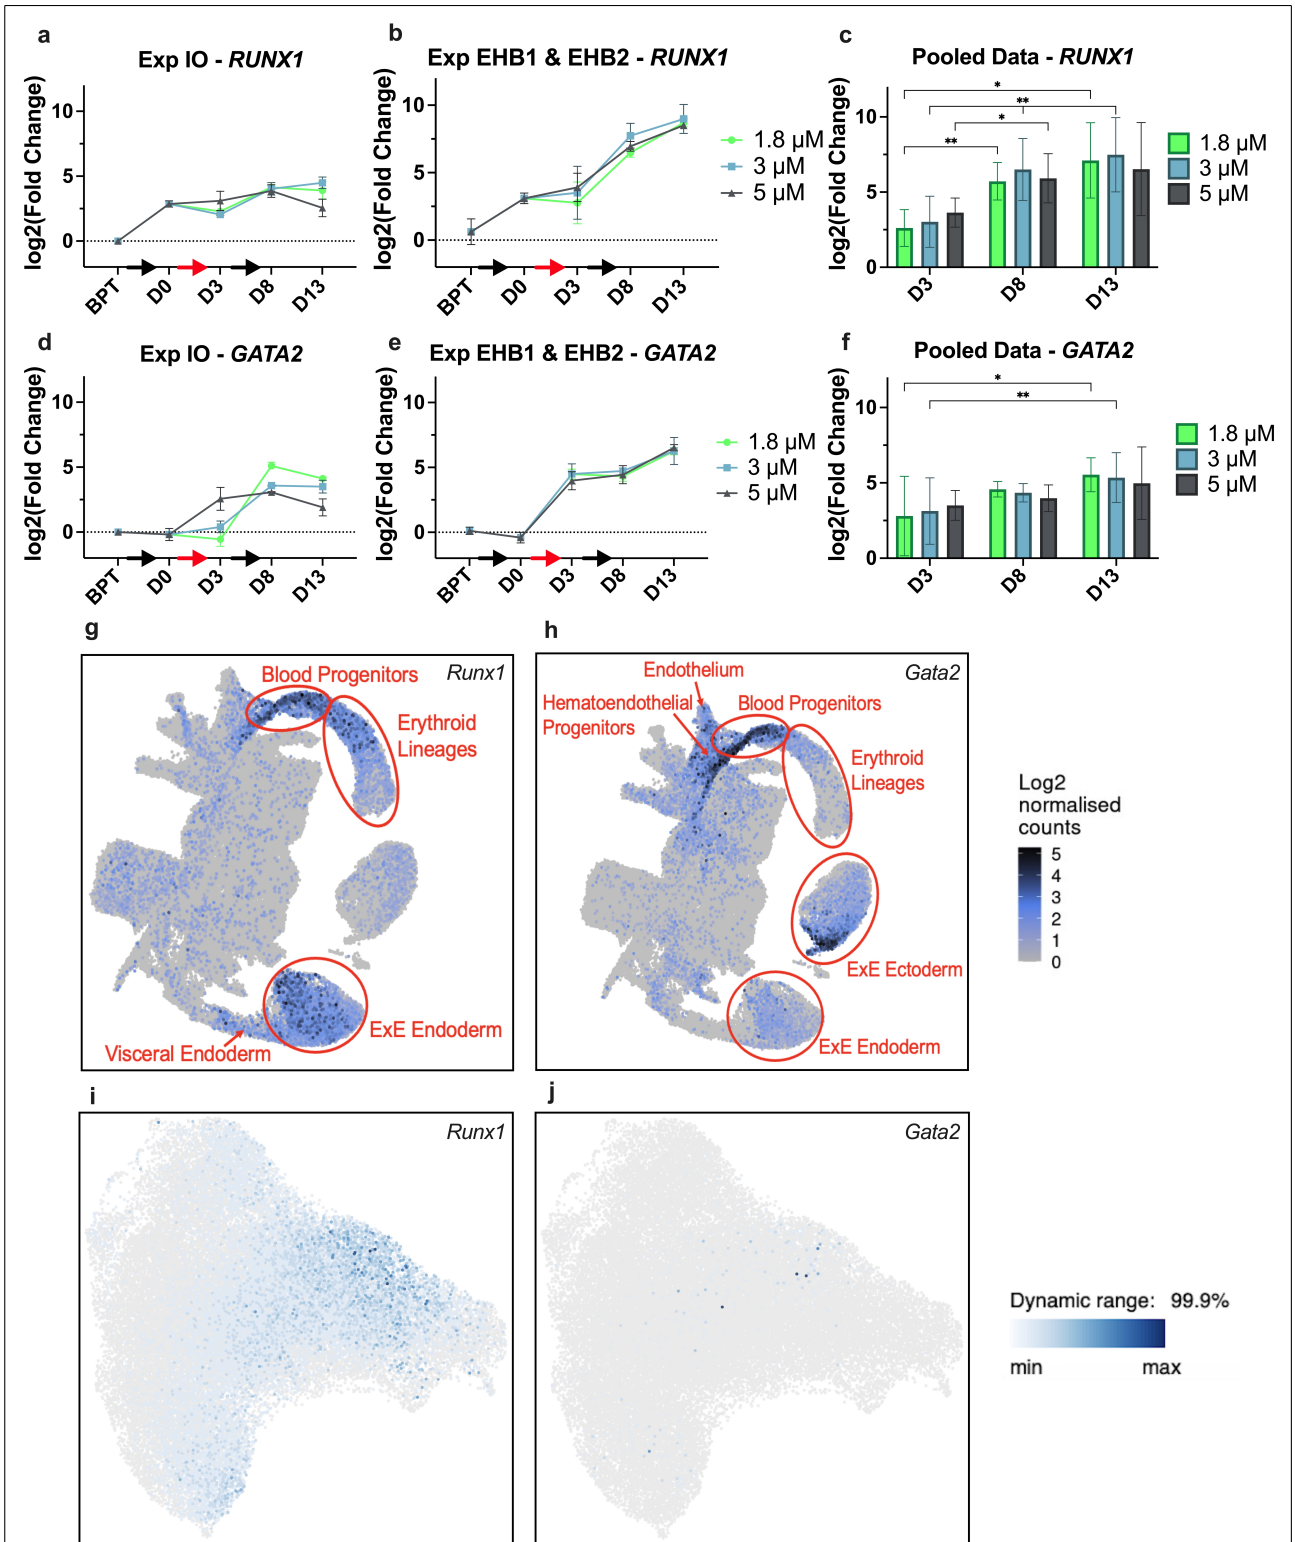 a
Exp IO - RUNX1
log2(Fold Change)
10
5
0
BPT
D0
D3
D8
D13
b
Exp EHB1 & EHB2 - RUNX1
log2(Fold Change)
10
5
0
BPT
D0
D3
D8
D13
1.8 µM
3 µM
5 µM
c
Pooled Data - RUNX1
log2(Fold Change)
10
5
0
*
**
*
**
D3
D8
D13
1.8 µM
3 µM
5 µM
d
Exp IO - GATA2
log2(Fold Change)
10
5
0
BPT
D0
D3
D8
D13
e
Exp EHB1 & EHB2 - GATA2
log2(Fold Change)
10
5
0
BPT
D0
D3
D8
D13
1.8 µM
3 µM
5 µM
f
Pooled Data - GATA2
log2(Fold Change)
10
5
0
*
**
D3
D8
D13
1.8 µM
3 µM
5 µM
g
Runx1
Blood Progenitors
Erythroid
Lineages
ExE Endoderm
Visceral Endoderm
h
Gata2
Endothelium
Hematoendothelial
Progenitors
Blood Progenitors
Erythroid
Lineages
ExE Ectoderm
ExE Endoderm
Log2
normalised
counts
5
4
3
2
1
0
i
Runx1
j
Gata2
Dynamic range: 99.9%
min
max